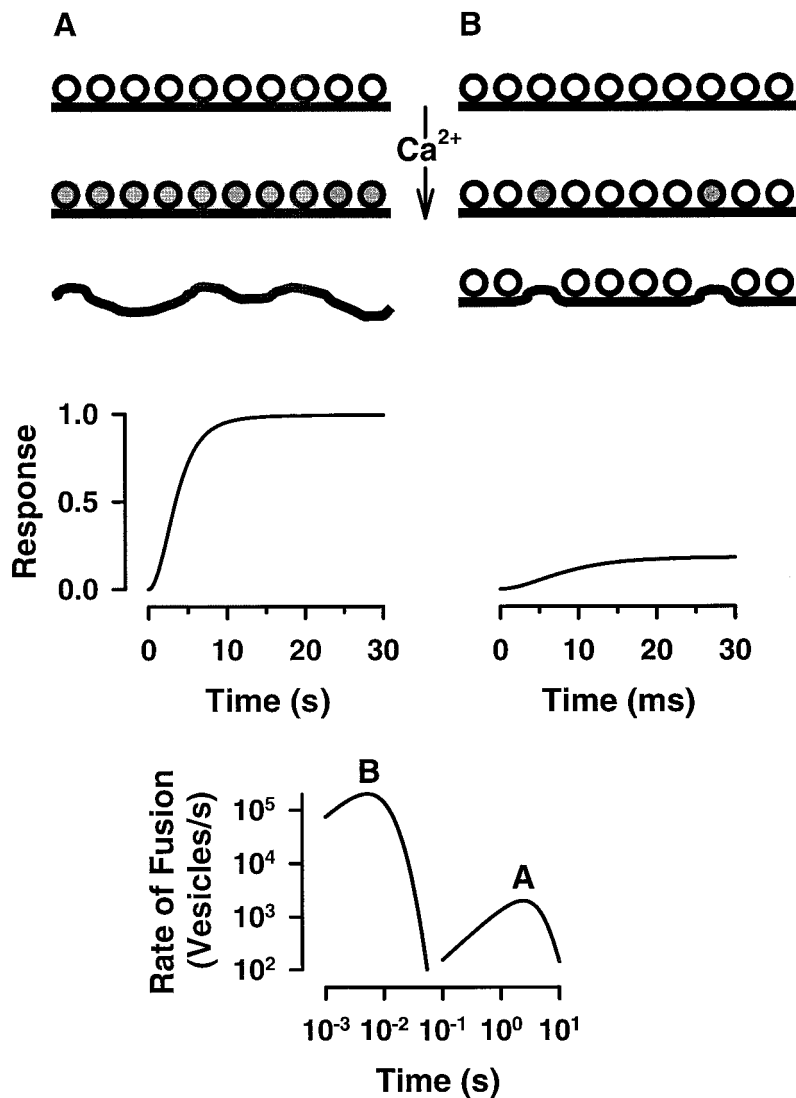 A B
Ca²⁺
Response
1.0
0.5
0.0
0 10 20 30
Time (s)
0 10 20 30
Time (ms)
Rate of Fusion
(Vesicles/s)
10⁵
10⁴
10³
10²
B
A
10⁻³ 10⁻² 10⁻¹ 10⁰ 10¹
Time (s)